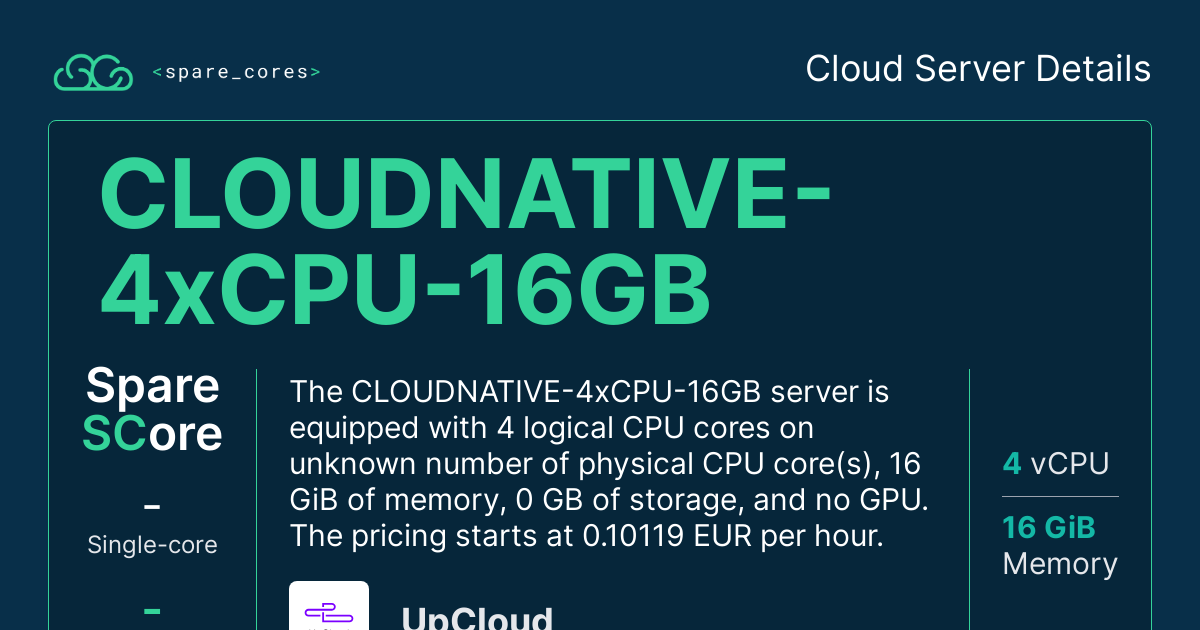 <spare_cores>
Cloud Server Details
CLOUDNATIVE-
4xCPU-16GB
Spare
SCore
–
Single-core
–
The CLOUDNATIVE-4xCPU-16GB server is
equipped with 4 logical CPU cores on
unknown number of physical CPU core(s), 16
GiB of memory, 0 GB of storage, and no GPU.
The pricing starts at 0.10119 EUR per hour.
UpCloud
4 vCPU
16 GiB
Memory